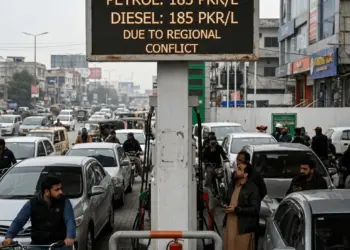 PETROL: 185 PKR/L
DIESEL: 185 PKR/L
DUE TO REGIONAL
CONFLICT